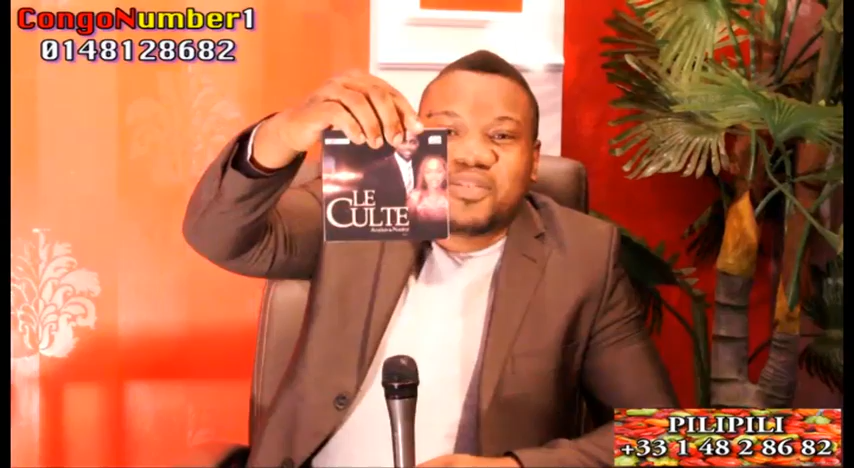 CongoNumber1
0148128682
LE
CULTE
PILIPILI
+33 1 48 2 86 82